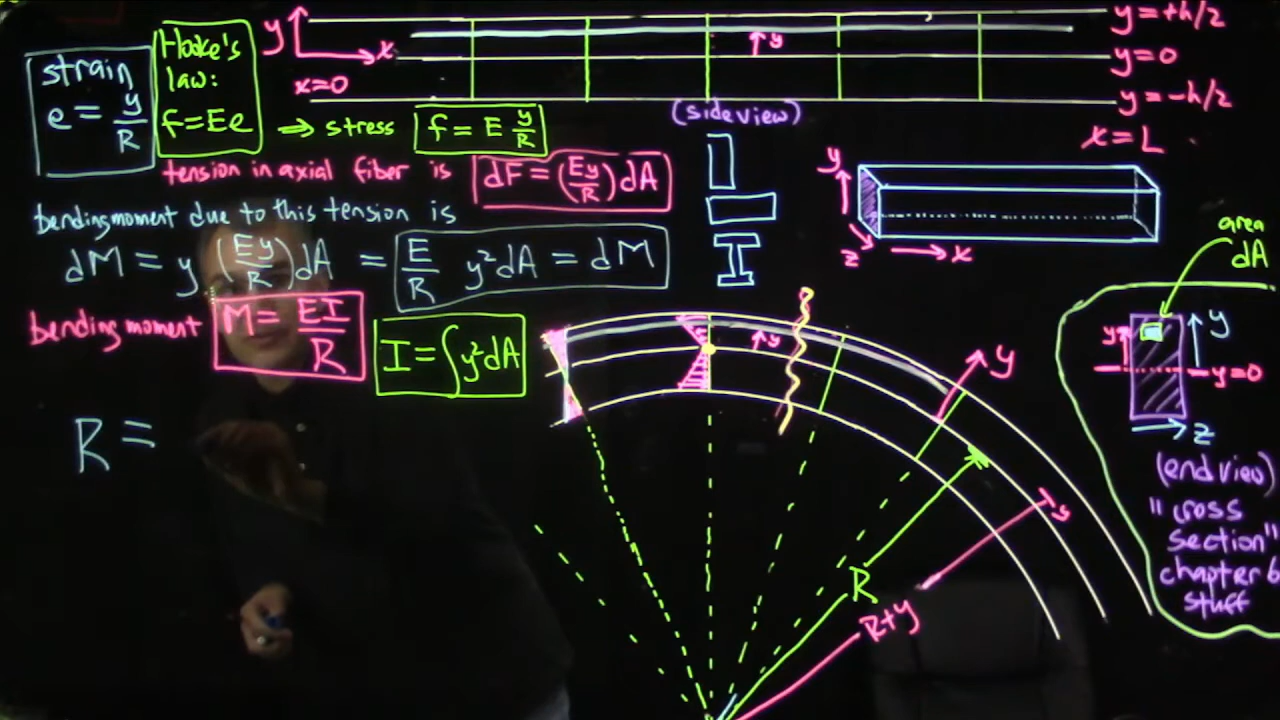 strain
e = y/R
Hooke's
law:
f=Ee
⇒ stress f = E y/R
tension in axial fiber is dF = (Ey/R)dA
bending moment due to this tension is
dM = y (Ey/R)dA = E/R y²dA = dM
bending moment M = EI/R I = ∫y²dA
R =
y
x
x=0
y
y=+h/2
y=0
y=-h/2
x=L
(side view)
y
z
x
area
dA
y
y
y=0
z
(end view)
"cross
section"
chapter 6
stuff
y
y
y
R
R+y